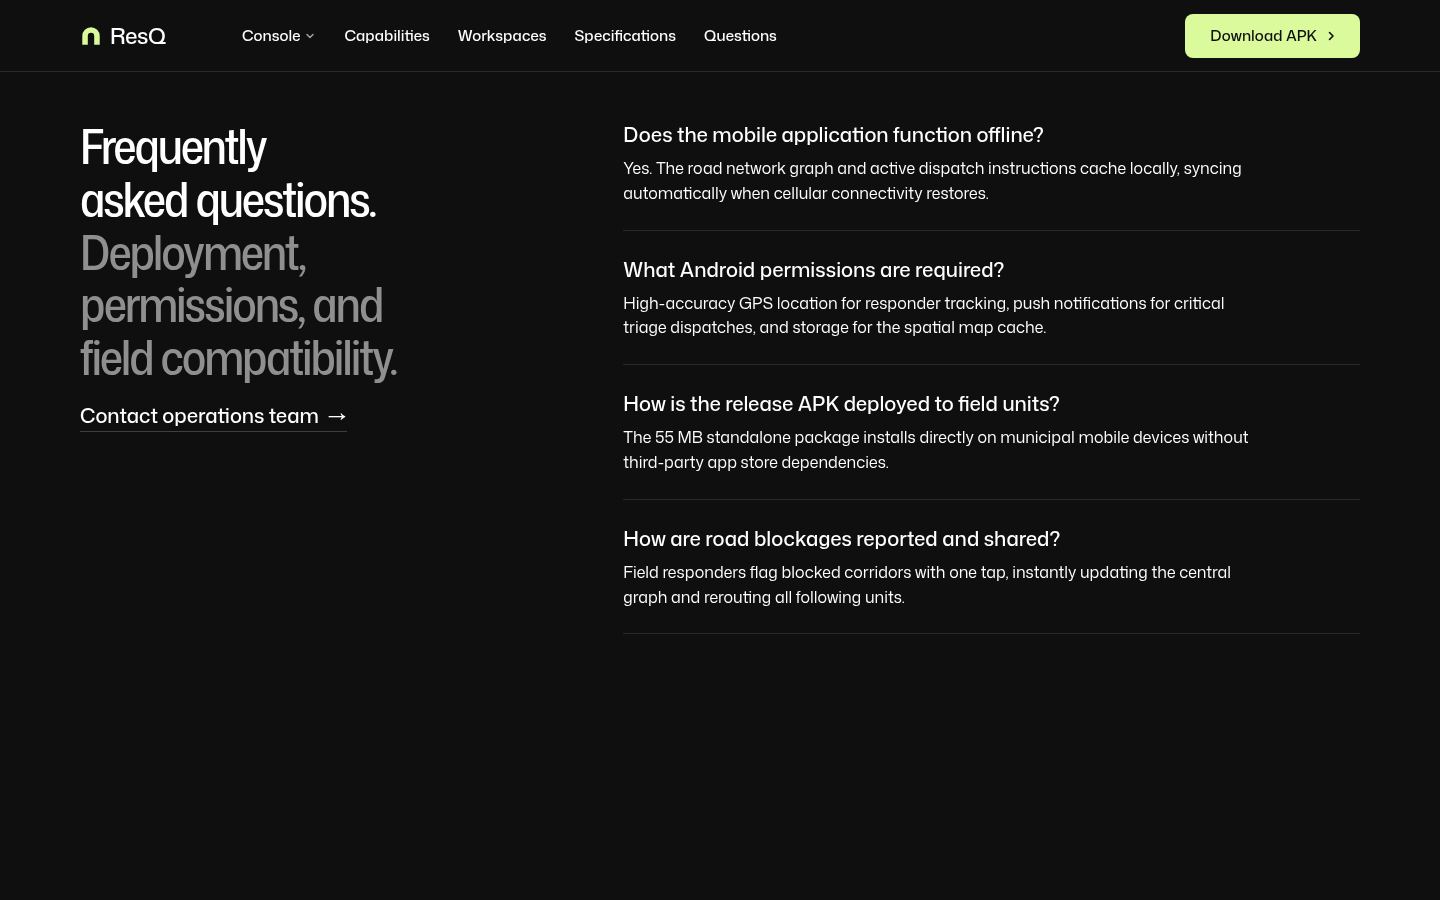 ResQ
Console
Capabilities
Workspaces
Specifications
Questions
Download APK
Frequently
asked questions.
Deployment,
permissions, and
field compatibility.
Contact operations team →
Does the mobile application function offline?
Yes. The road network graph and active dispatch instructions cache locally, syncing
automatically when cellular connectivity restores.
What Android permissions are required?
High-accuracy GPS location for responder tracking, push notifications for critical
triage dispatches, and storage for the spatial map cache.
How is the release APK deployed to field units?
The 55 MB standalone package installs directly on municipal mobile devices without
third-party app store dependencies.
How are road blockages reported and shared?
Field responders flag blocked corridors with one tap, instantly updating the central
graph and rerouting all following units.